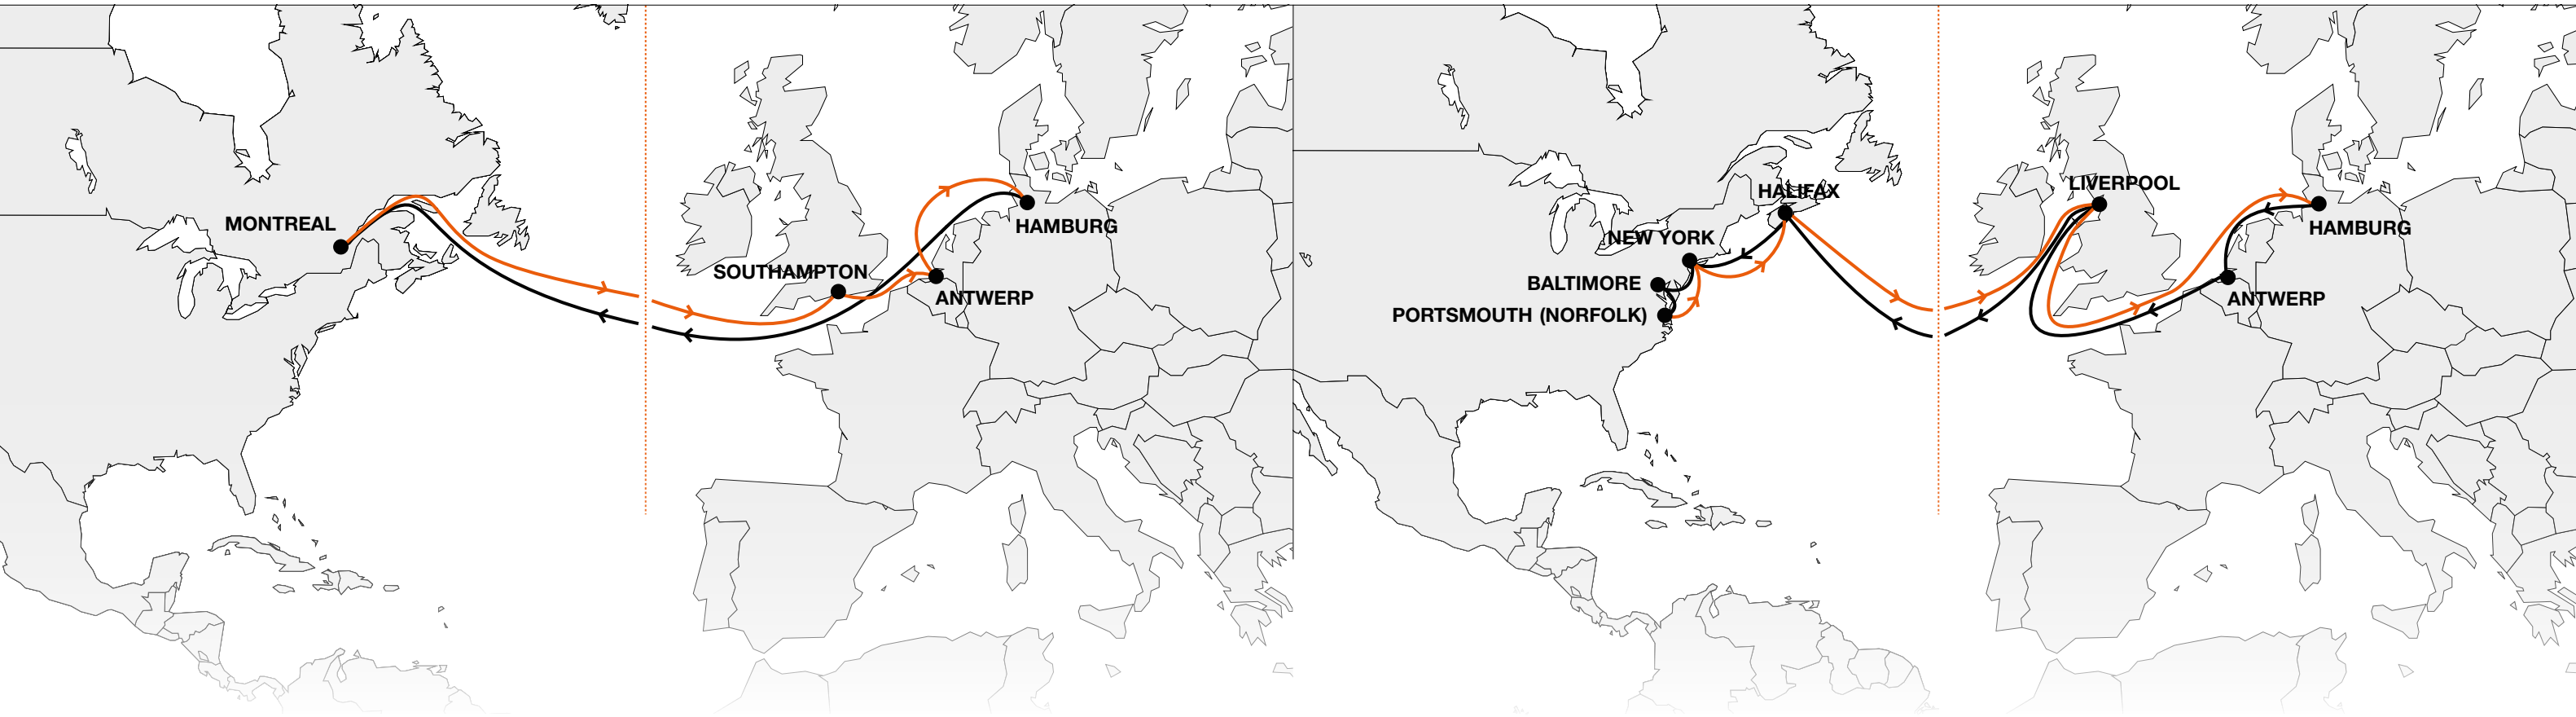 MONTREAL
HAMBURG
SOUTHAMPTON
ANTWERP
HALIFAX
NEW YORK
BALTIMORE
PORTSMOUTH (NORFOLK)
LIVERPOOL
HAMBURG
ANTWERP